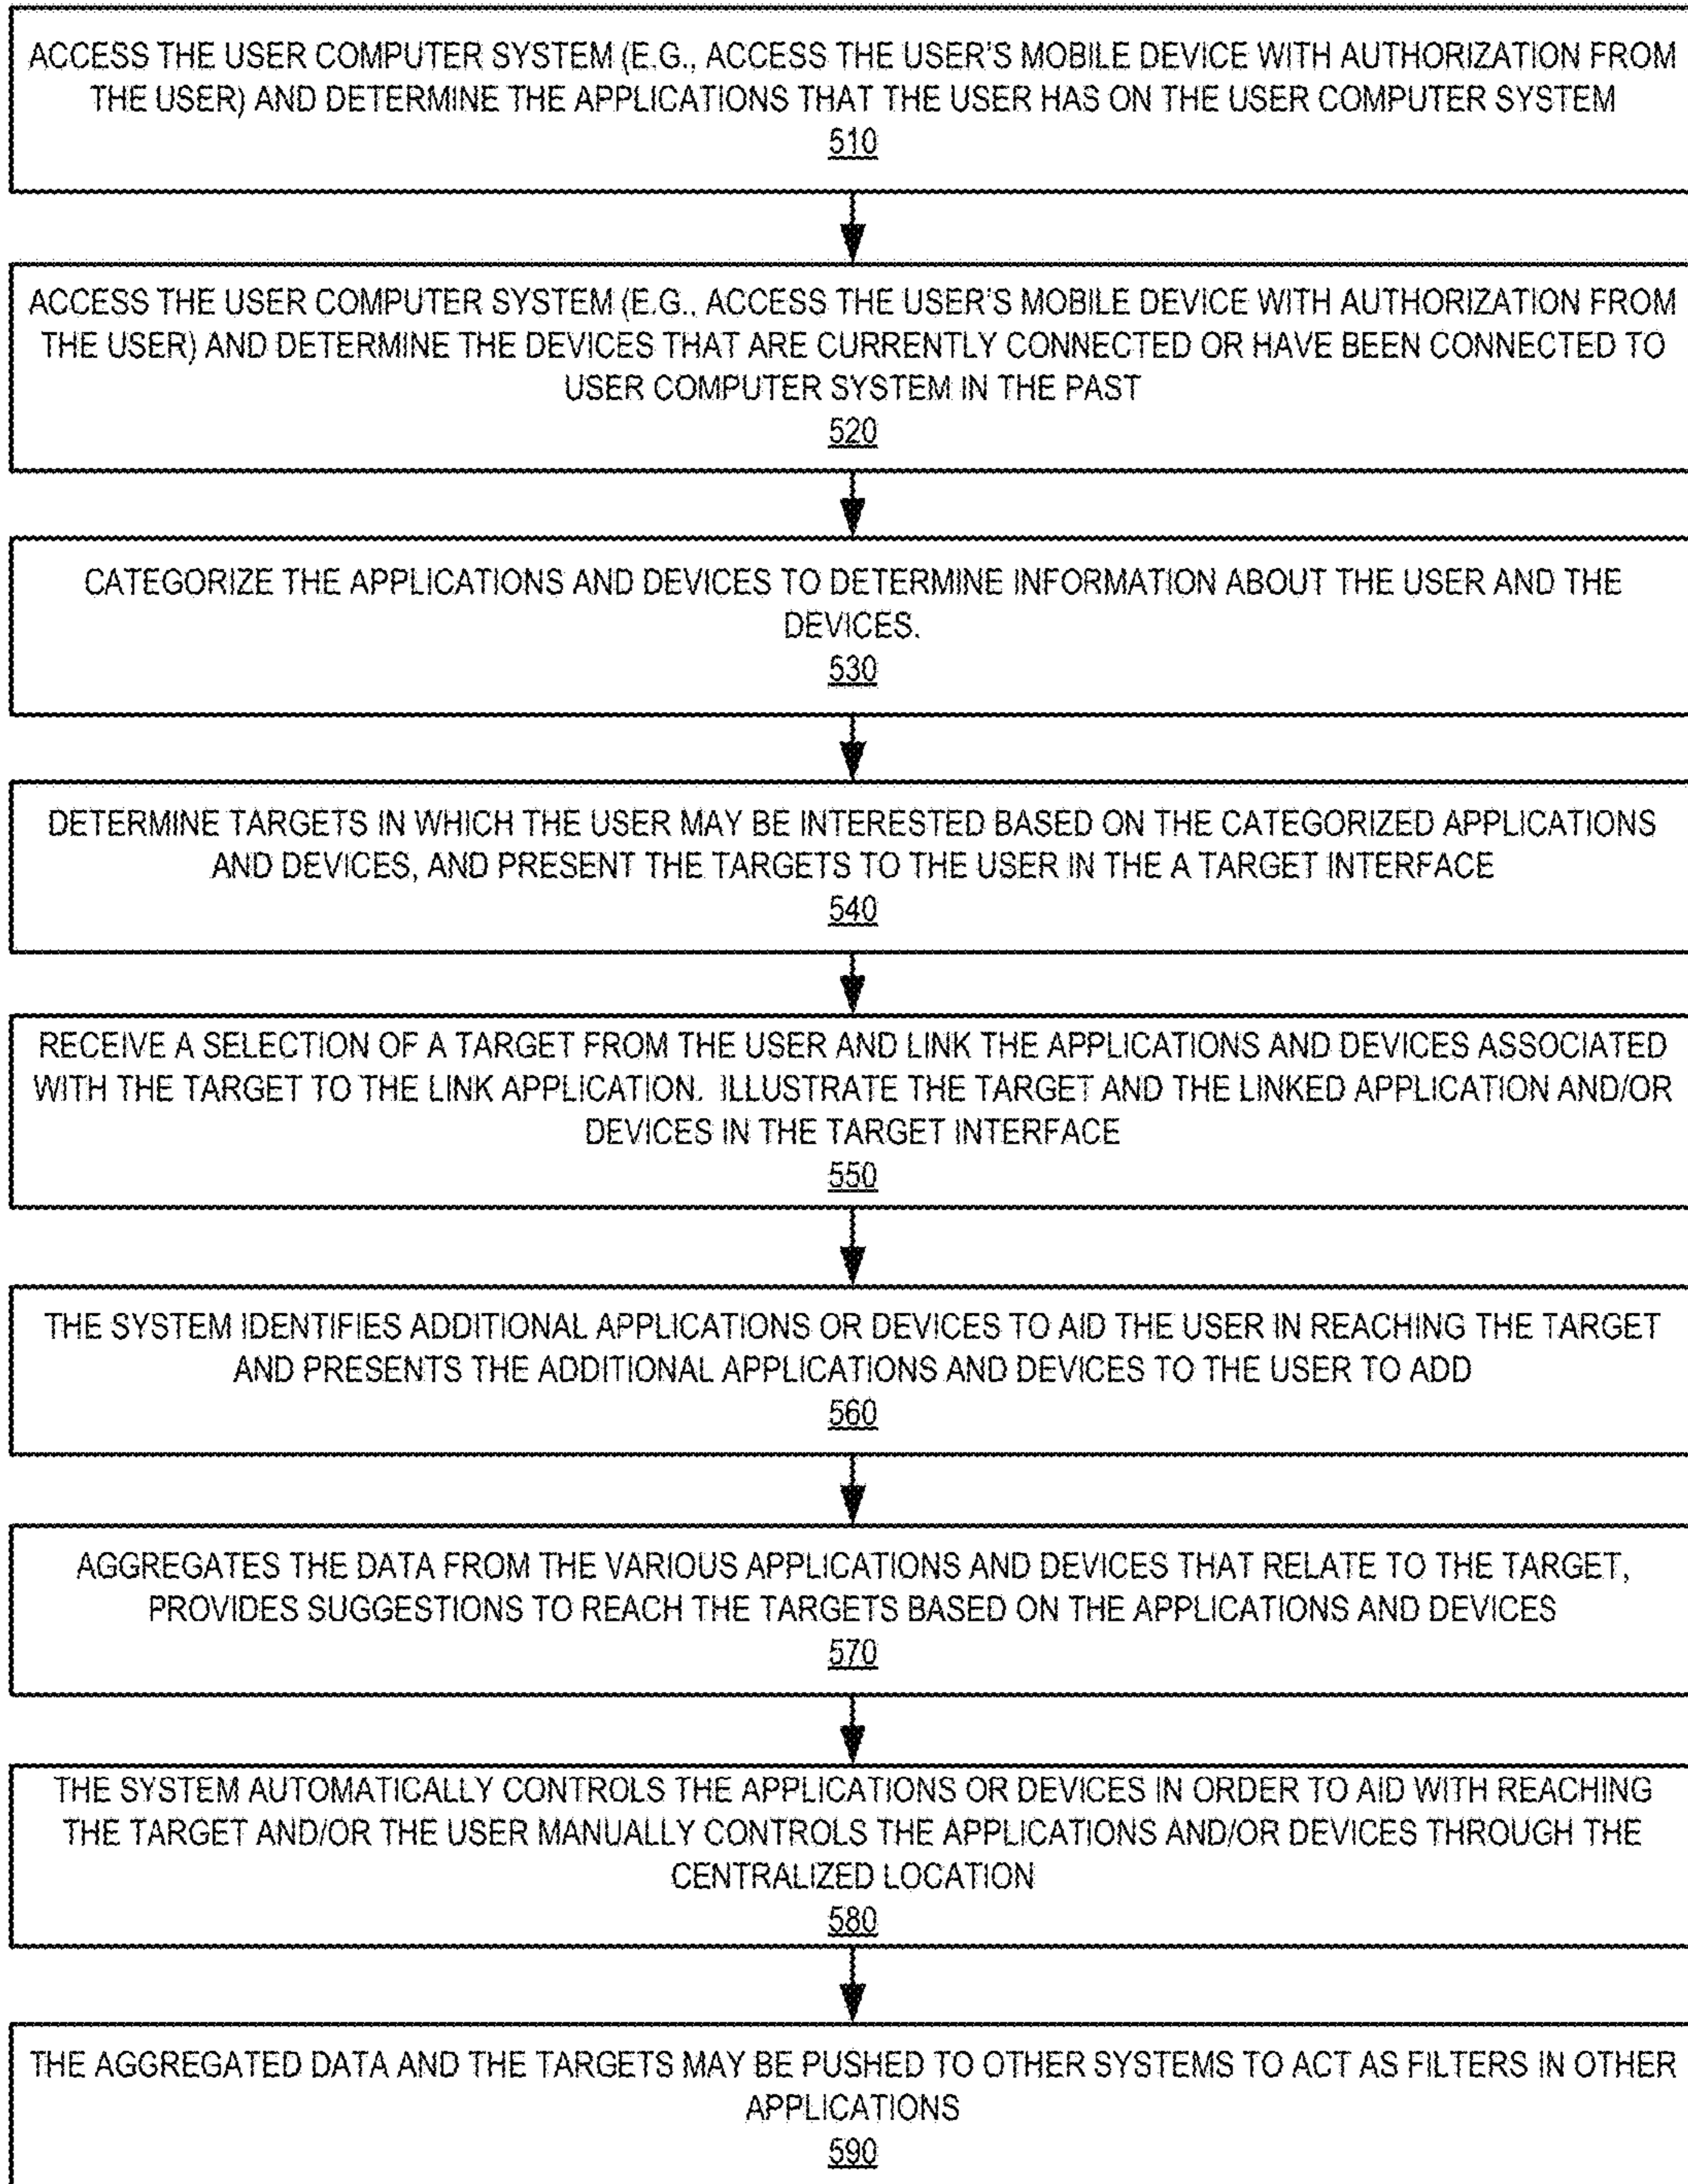 ACCESS THE USER COMPUTER SYSTEM (E.G., ACCESS THE USER'S MOBILE DEVICE WITH AUTHORIZATION FROM
THE USER) AND DETERMINE THE APPLICATIONS THAT THE USER HAS ON THE USER COMPUTER SYSTEM
510
ACCESS THE USER COMPUTER SYSTEM (E.G., ACCESS THE USER'S MOBILE DEVICE WITH AUTHORIZATION FROM
THE USER) AND DETERMINE THE DEVICES THAT ARE CURRENTLY CONNECTED OR HAVE BEEN CONNECTED TO
USER COMPUTER SYSTEM IN THE PAST
520
CATEGORIZE THE APPLICATIONS AND DEVICES TO DETERMINE INFORMATION ABOUT THE USER AND THE
DEVICES.
530
DETERMINE TARGETS IN WHICH THE USER MAY BE INTERESTED BASED ON THE CATEGORIZED APPLICATIONS
AND DEVICES, AND PRESENT THE TARGETS TO THE USER IN THE A TARGET INTERFACE
540
RECEIVE A SELECTION OF A TARGET FROM THE USER AND LINK THE APPLICATIONS AND DEVICES ASSOCIATED
WITH THE TARGET TO THE LINK APPLICATION. ILLUSTRATE THE TARGET AND THE LINKED APPLICATION AND/OR
DEVICES IN THE TARGET INTERFACE
550
THE SYSTEM IDENTIFIES ADDITIONAL APPLICATIONS OR DEVICES TO AID THE USER IN REACHING THE TARGET
AND PRESENTS THE ADDITIONAL APPLICATIONS AND DEVICES TO THE USER TO ADD
560
AGGREGATES THE DATA FROM THE VARIOUS APPLICATIONS AND DEVICES THAT RELATE TO THE TARGET,
PROVIDES SUGGESTIONS TO REACH THE TARGETS BASED ON THE APPLICATIONS AND DEVICES
570
THE SYSTEM AUTOMATICALLY CONTROLS THE APPLICATIONS OR DEVICES IN ORDER TO AID WITH REACHING
THE TARGET AND/OR THE USER MANUALLY CONTROLS THE APPLICATIONS AND/OR DEVICES THROUGH THE
CENTRALIZED LOCATION
580
THE AGGREGATED DATA AND THE TARGETS MAY BE PUSHED TO OTHER SYSTEMS TO ACT AS FILTERS IN OTHER
APPLICATIONS
590